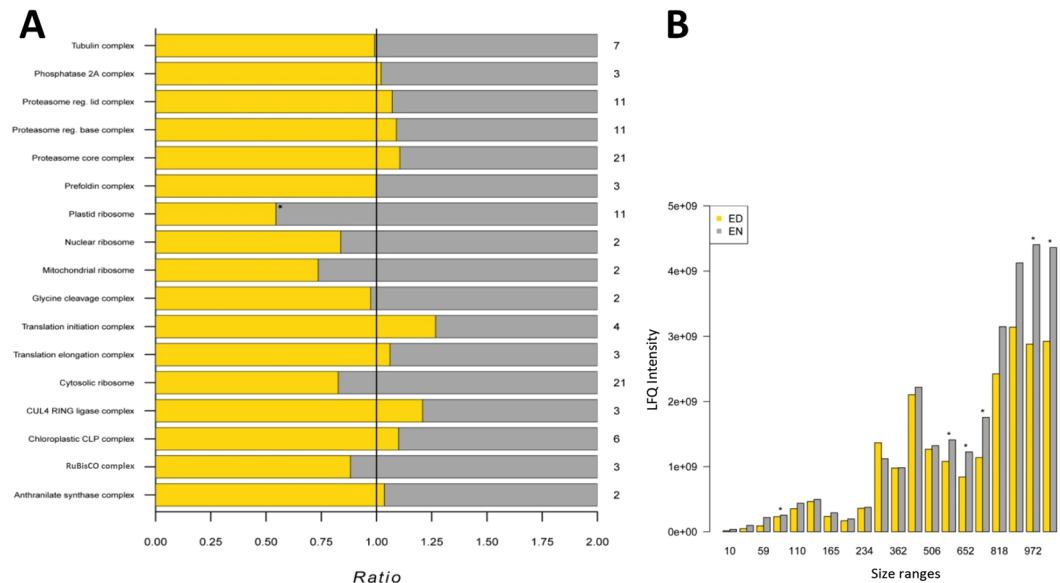 A
Tubulin complex 7
Phosphatase 2A complex 3
Proteasome reg. lid complex 11
Proteasome reg. base complex 11
Proteasome core complex 21
Prefoldin complex 3
Plastid ribosome * 11
Nuclear ribosome 2
Mitochondrial ribosome 2
Glycine cleavage complex 2
Translation initiation complex 4
Translation elongation complex 3
Cytosolic ribosome 21
CUL4 RING ligase complex 3
Chloroplastic CLP complex 6
RuBisCO complex 3
Anthranilate synthase complex 2
0.00 0.25 0.50 0.75 1.00 1.25 1.50 1.75 2.00
Ratio
B
5e+09
4e+09
3e+09
2e+09
1e+09
0e+00
LFQ Intensity
ED
EN
* * * * * *
10 59 110 165 234 362 506 652 818 972
Size ranges